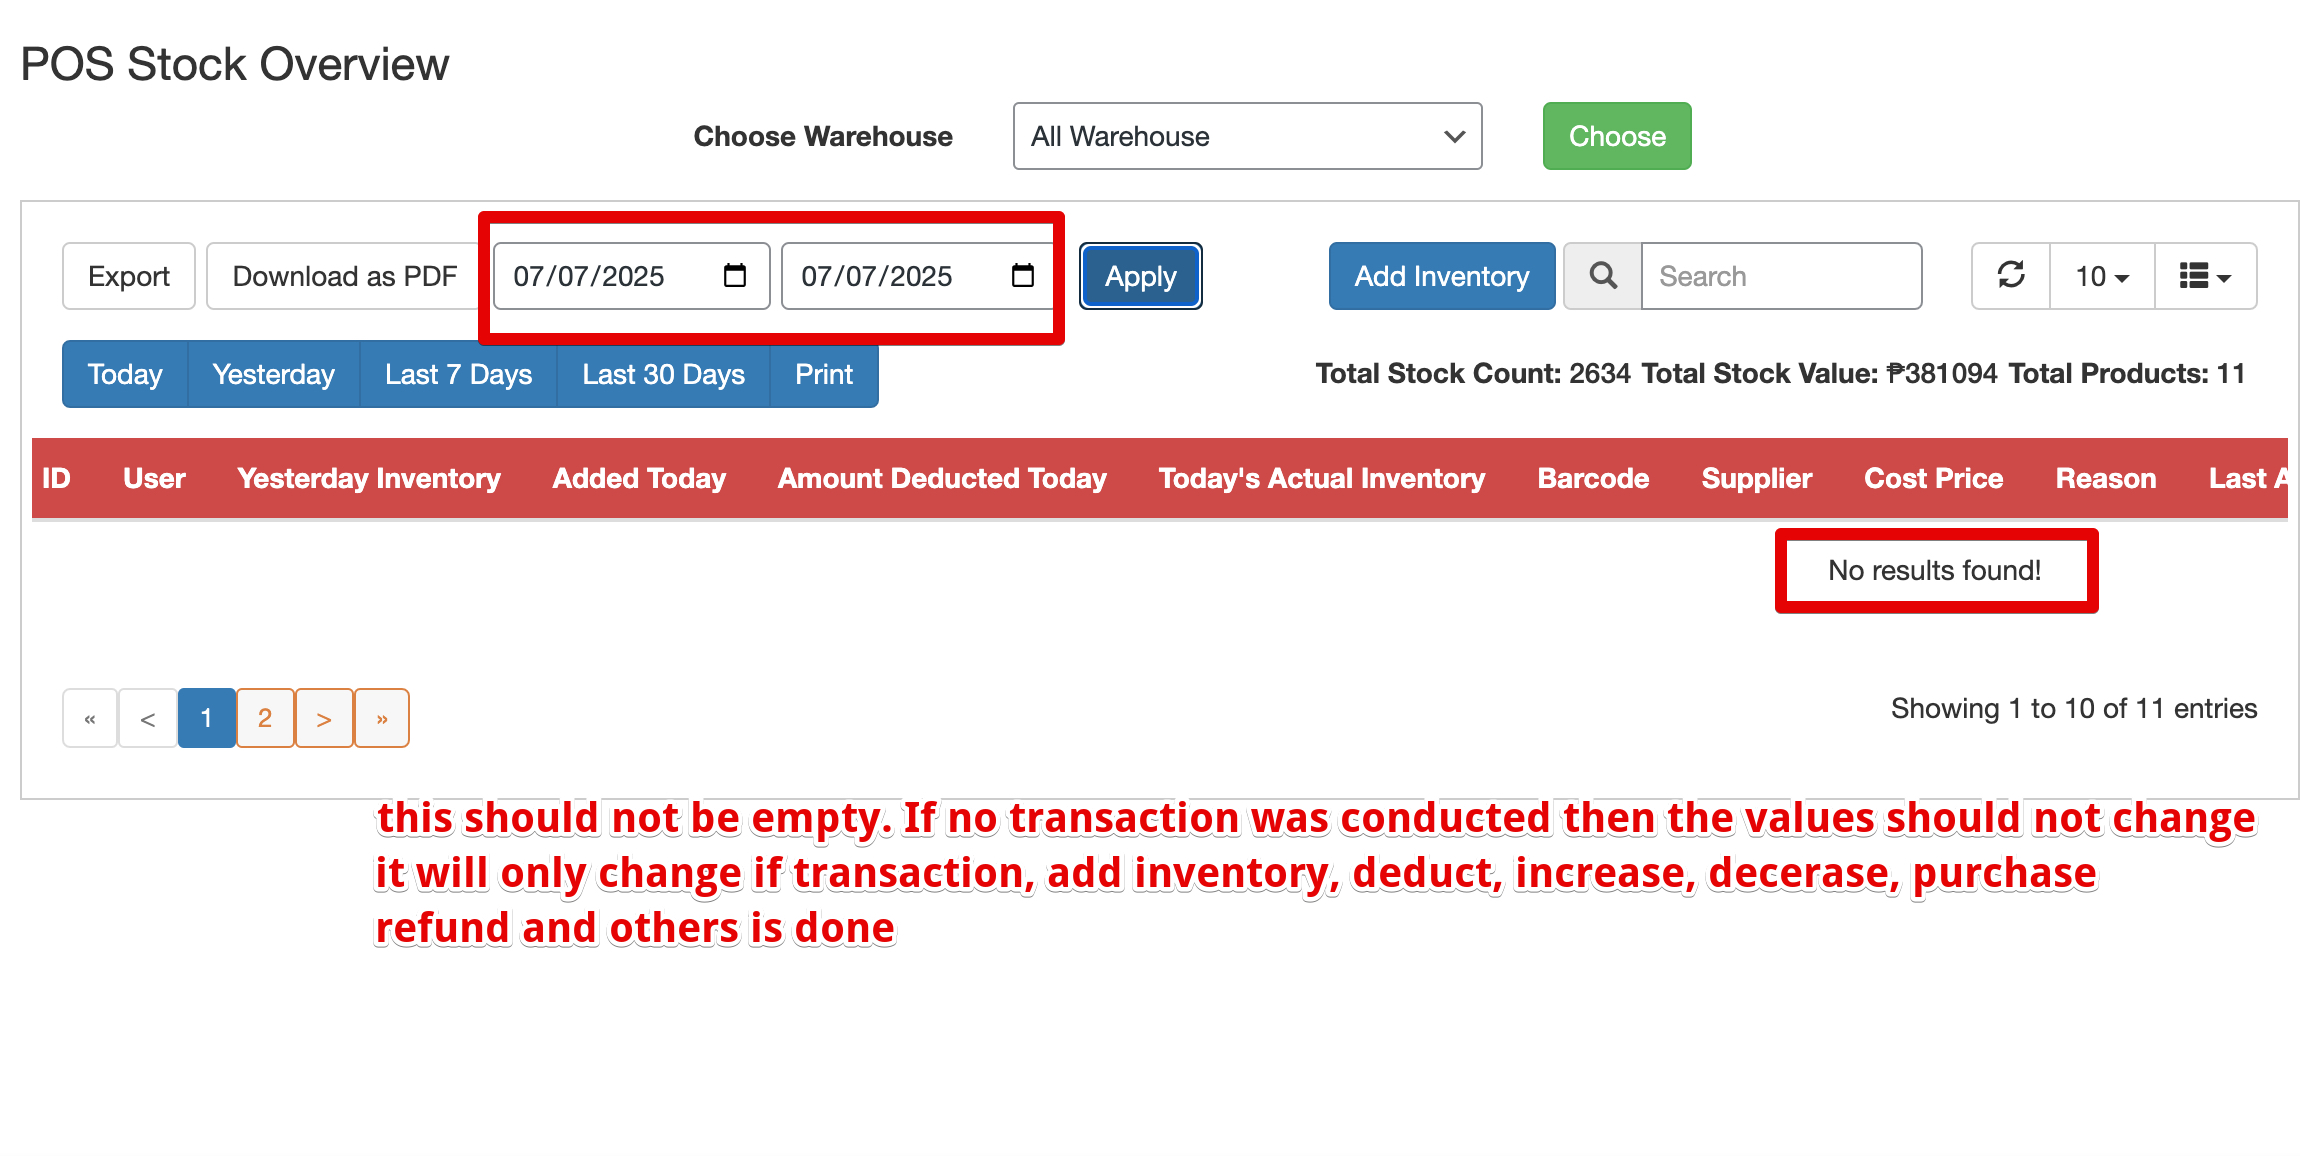 POS Stock Overview
Choose Warehouse All Warehouse Choose
Export Download as PDF 07/07/2025 07/07/2025 Apply Add Inventory Search 10
Today Yesterday Last 7 Days Last 30 Days Print Total Stock Count: 2634 Total Stock Value: ₱381094 Total Products: 11
ID User Yesterday Inventory Added Today Amount Deducted Today Today's Actual Inventory Barcode Supplier Cost Price Reason Last A
No results found!
« < 1 2 > » Showing 1 to 10 of 11 entries
this should not be empty. If no transaction was conducted then the values should not change
it will only change if transaction, add inventory, deduct, increase, decerase, purchase
refund and others is done